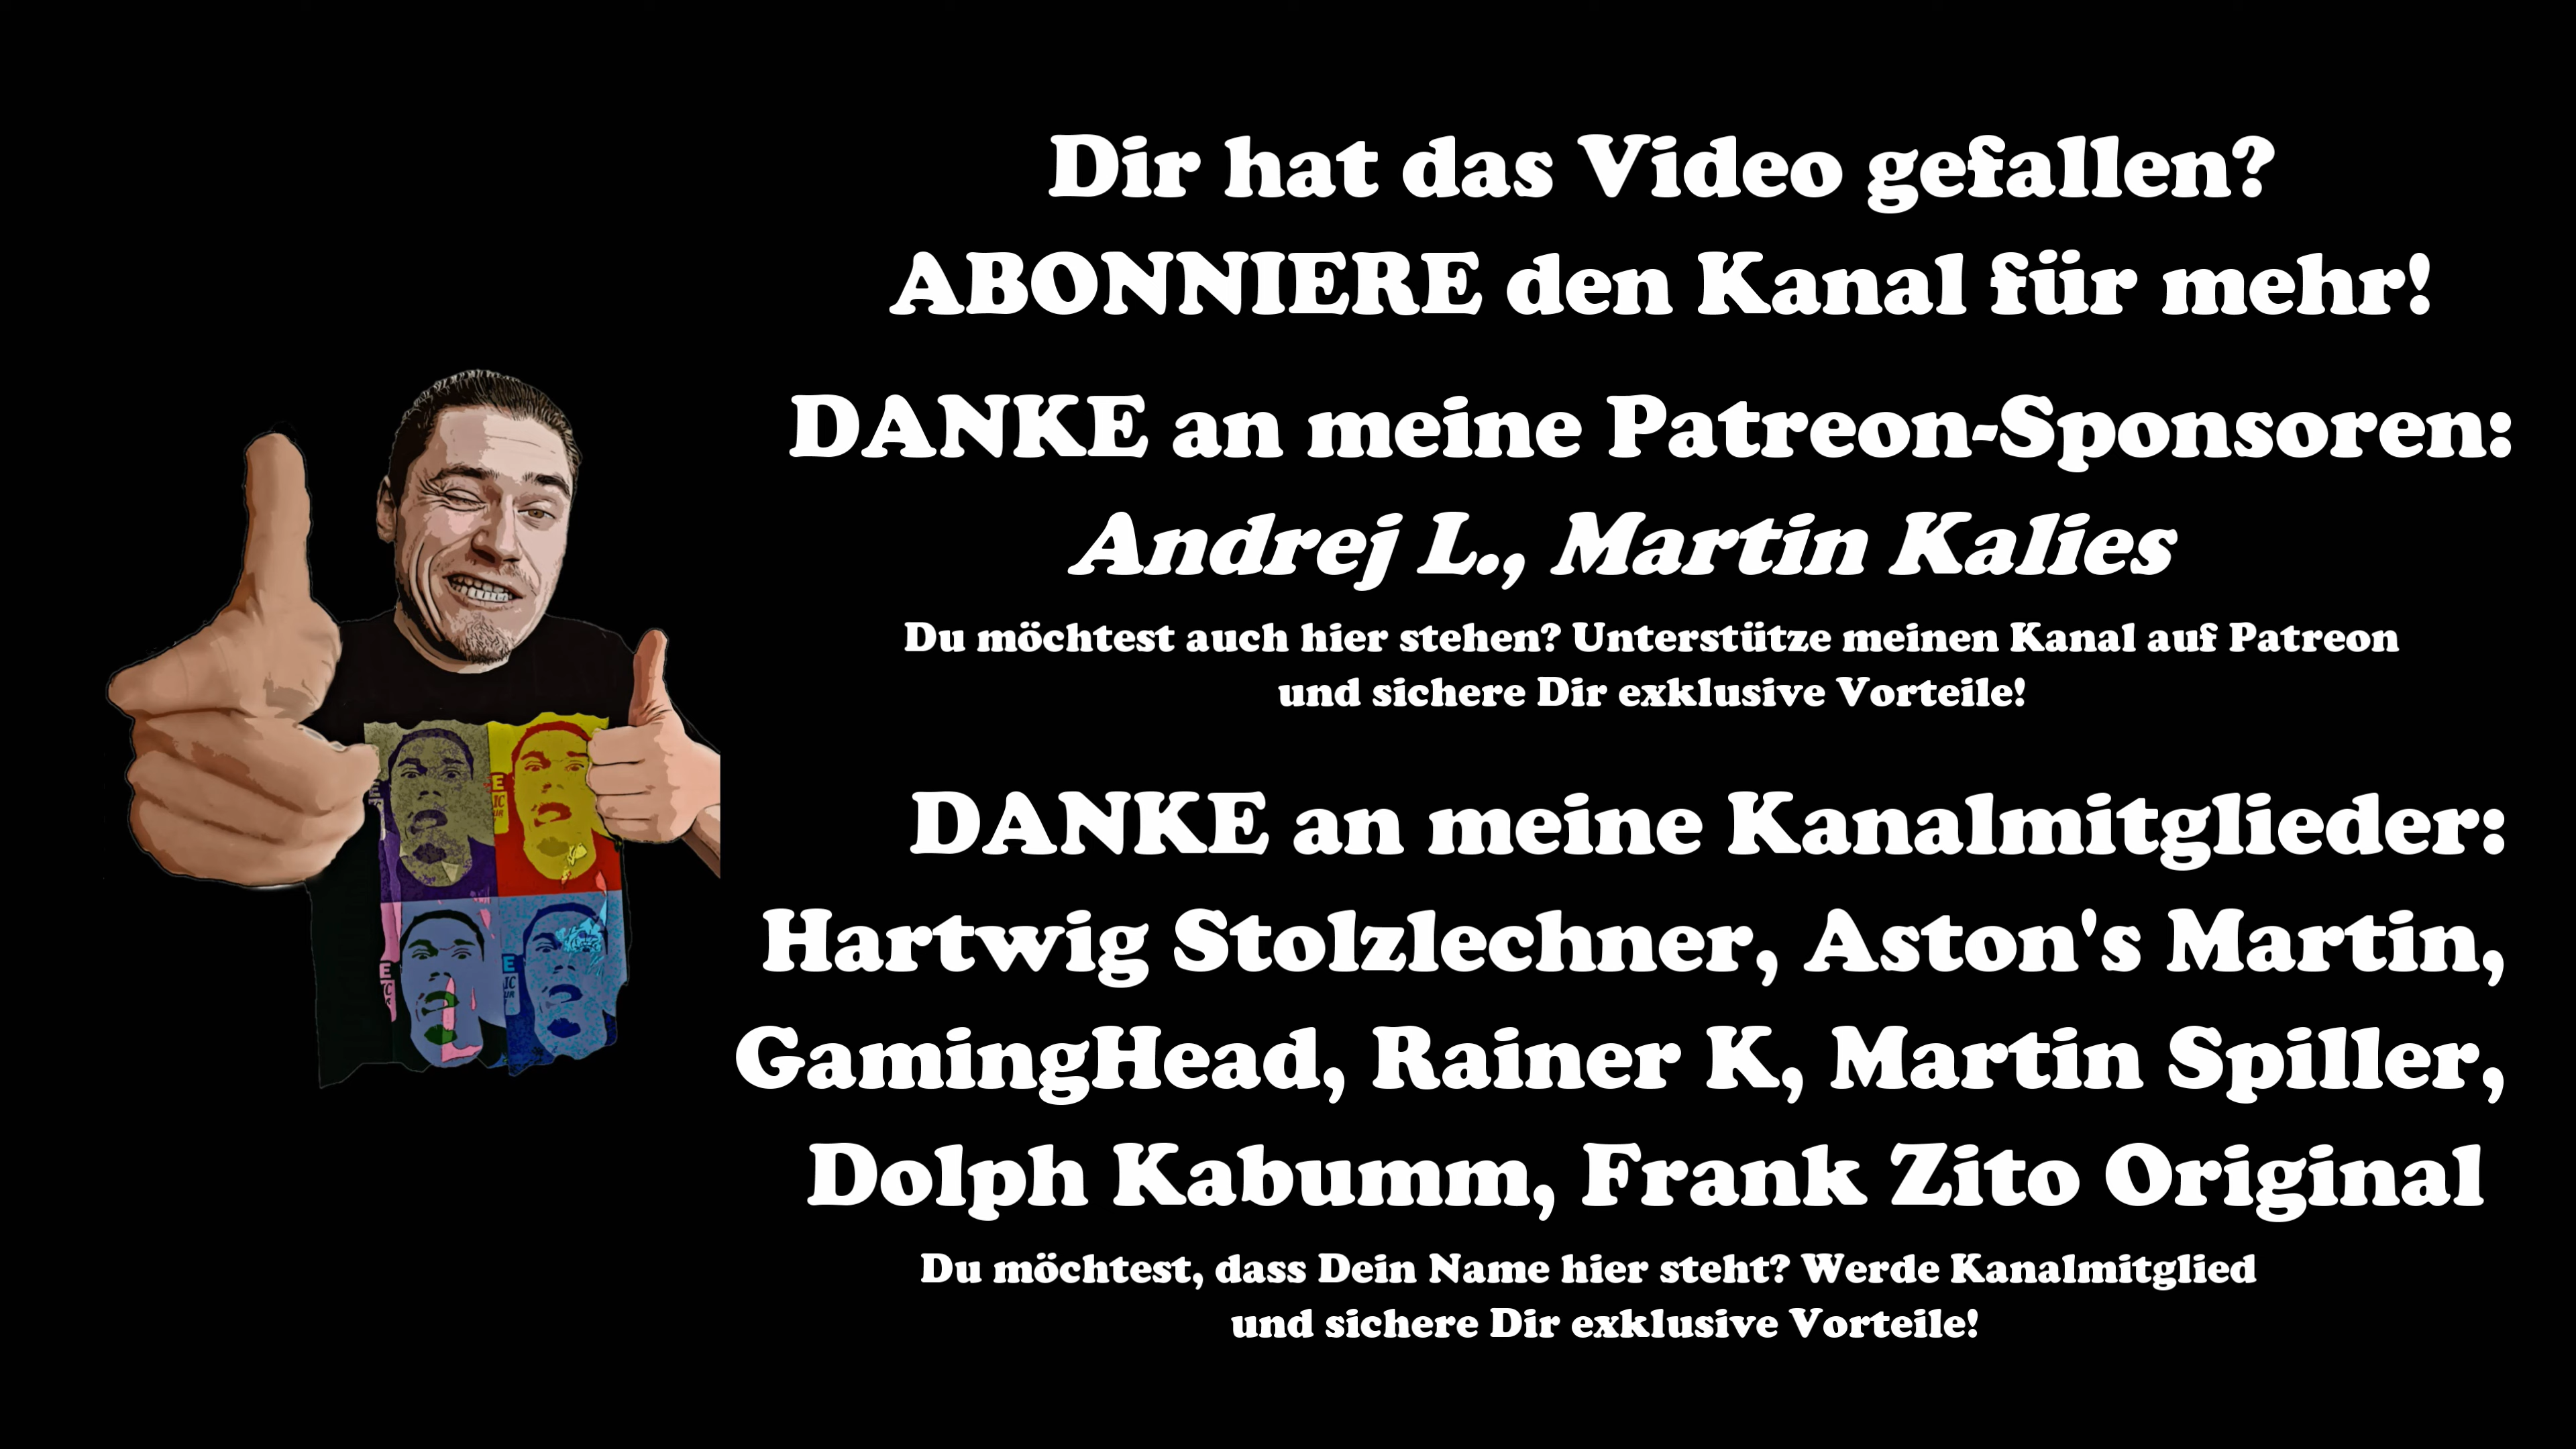 Dir hat das Video gefallen?
ABONNIERE den Kanal für mehr!
DANKE an meine Patreon-Sponsoren:
Andrej L., Martin Kalies
Du möchtest auch hier stehen? Unterstütze meinen Kanal auf Patreon
und sichere Dir exklusive Vorteile!
DANKE an meine Kanalmitglieder:
Hartwig Stolzlechner, Aston's Martin,
GamingHead, Rainer K, Martin Spiller,
Dolph Kabumm, Frank Zito Original
Du möchtest, dass Dein Name hier steht? Werde Kanalmitglied
und sichere Dir exklusive Vorteile!